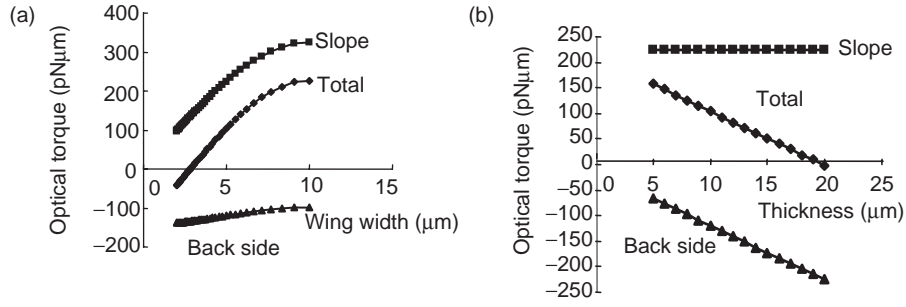 (a)
Optical torque (pNμm)
400
300
200
100
0
−100
−200
0
5
10
15
Slope
Total
Wing width (μm)
Back side
(b)
Optical torque (pNμm)
250
200
150
100
50
0
−50
−100
−150
−200
−250
0
5
10
15
20
25
Slope
Total
Thickness (μm)
Back side